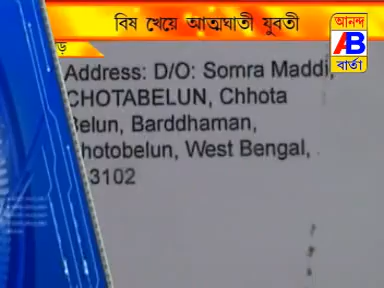 বিষ খেয়ে আত্মঘাতী যুবতী
আনন্দ
AB
বার্তা
Address: D/O: Somra Maddi,
CHOTABELUN, Chhota
Belun, Barddhaman,
hotobelun, West Bengal,
3102